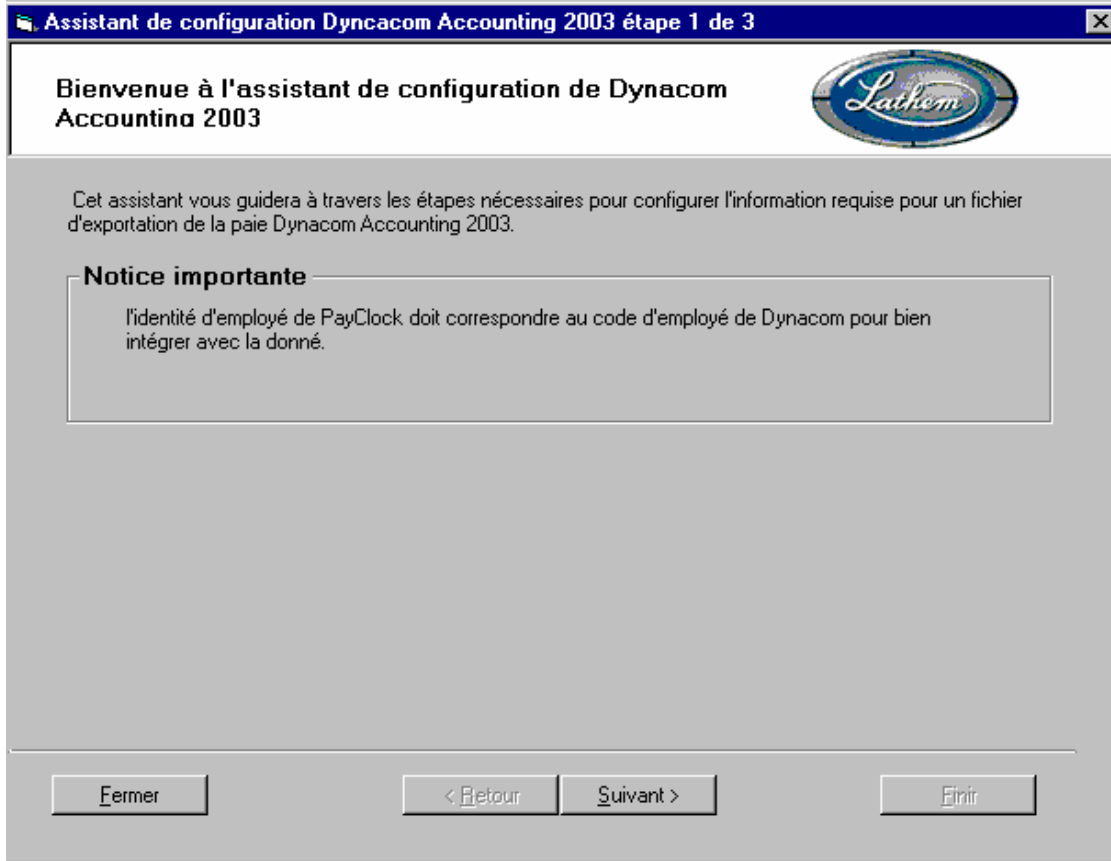 Assistant de configuration Dyncacom Accounting 2003 étape 1 de 3
Bienvenue à l'assistant de configuration de Dynacom
Accounting 2003
Lathem
Cet assistant vous guidera à travers les étapes nécessaires pour configurer l'information requise pour un fichier
d'exportation de la paie Dynacom Accounting 2003.
Notice importante
l'identité d'employé de PayClock doit correspondre au code d'employé de Dynacom pour bien
intégrer avec la donné.
Fermer
< Retour
Suivant >
Finir